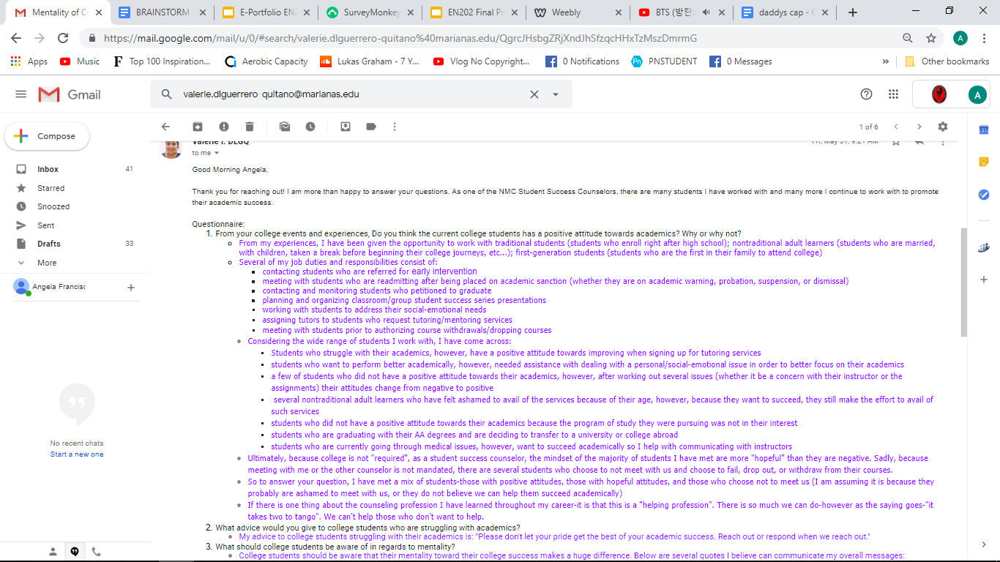 Mentality of Co
BRAINSTORM
E-Portfolio EN2
SurveyMonkey
EN202 Final Pr
Weebly
BTS (방탄
daddys cap - G
https://mail.google.com/mail/u/0/#search/valerie.dlguerrero-quitano%40marianas.edu/QgrcJHsbgZRjXndJhSfzqcHHxTzMszDmrmG
A
Apps
Music
Top 100 Inspiration...
Aerobic Capacity
Lukas Graham - 7 Y...
Vlog No Copyright...
0 Notifications
PNSTUDENT
0 Messages
»
Other bookmarks
Gmail
valerie.dlguerrero quitano@marianas.edu
A
Compose
1 of 6
Inbox 41
Starred
Snoozed
Sent
Drafts 33
More
Angela Francisc
No recent chats
Start a new one
31
Valerie I. DLGQ
Fri, May 31, 9:21 AM
to me
Good Morning Angela,
Thank you for reaching out! I am more than happy to answer your questions. As one of the NMC Student Success Counselors, there are many students I have worked with and many more I continue to work with to promote
their academic success.
Questionnaire:
1. From your college events and experiences, Do you think the current college students has a positive attitude towards academics? Why or why not?
From my experiences, I have been given the opportunity to work with traditional students (students who enroll right after high school); nontraditional adult learners (students who are married,
with children, taken a break before beginning their college journeys, etc...); first-generation students (students who are the first in their family to attend college)
Several of my job duties and responsibilities consist of:
contacting students who are referred for early intervention
meeting with students who are readmitting after being placed on academic sanction (whether they are on academic warning, probation, suspension, or dismissal)
contacting and monitoring students who petitioned to graduate
planning and organizing classroom/group student success series presentations
working with students to address their social-emotional needs
assigning tutors to students who request tutoring/mentoring services
meeting with students prior to authorizing course withdrawals/dropping courses
Considering the wide range of students I work with, I have come across:
Students who struggle with their academics, however, have a positive attitude towards improving when signing up for tutoring services
students who want to perform better academically, however, needed assistance with dealing with a personal/social-emotional issue in order to better focus on their academics
a few of students who did not have a positive attitude towards their academics, however, after working out several issues (whether it be a concern with their instructor or the
assignments) their attitudes change from negative to positive
several nontraditional adult learners who have felt ashamed to avail of the services because of their age, however, because they want to succeed, they still make the effort to avail of
such services
students who did not have a positive attitude towards their academics because the program of study they were pursuing was not in their interest
students who are graduating with their AA degrees and are deciding to transfer to a university or college abroad
students who are currently going through medical issues, however, want to succeed academically so I help with communicating with instructors
Ultimately, because college is not "required", as a student success counselor, the mindset of the majority of students I have met are more "hopeful" than they are negative. Sadly, because
meeting with me or the other counselor is not mandated, there are several students who choose to not meet with us and choose to fail, drop out, or withdraw from their courses.
So to answer your question, I have met a mix of students-those with positive attitudes, those with hopeful attitudes, and those who choose not to meet us (I am assuming it is because they
probably are ashamed to meet with us, or they do not believe we can help them succeed academically)
If there is one thing about the counseling profession I have learned throughout my career-it is that this is a "helping profession". There is so much we can do-however as the saying goes-"it
takes two to tango". We can't help those who don't want to help.
2. What advice would you give to college students who are struggling with academics?
My advice to college students struggling with their academics is: "Please don't let your pride get the best of your academic success. Reach out or respond when we reach out."
3. What should college students be aware of in regards to mentality?
College students should be aware that their mentality toward their college success makes a huge difference. Below are several quotes I believe can communicate my overall messages: